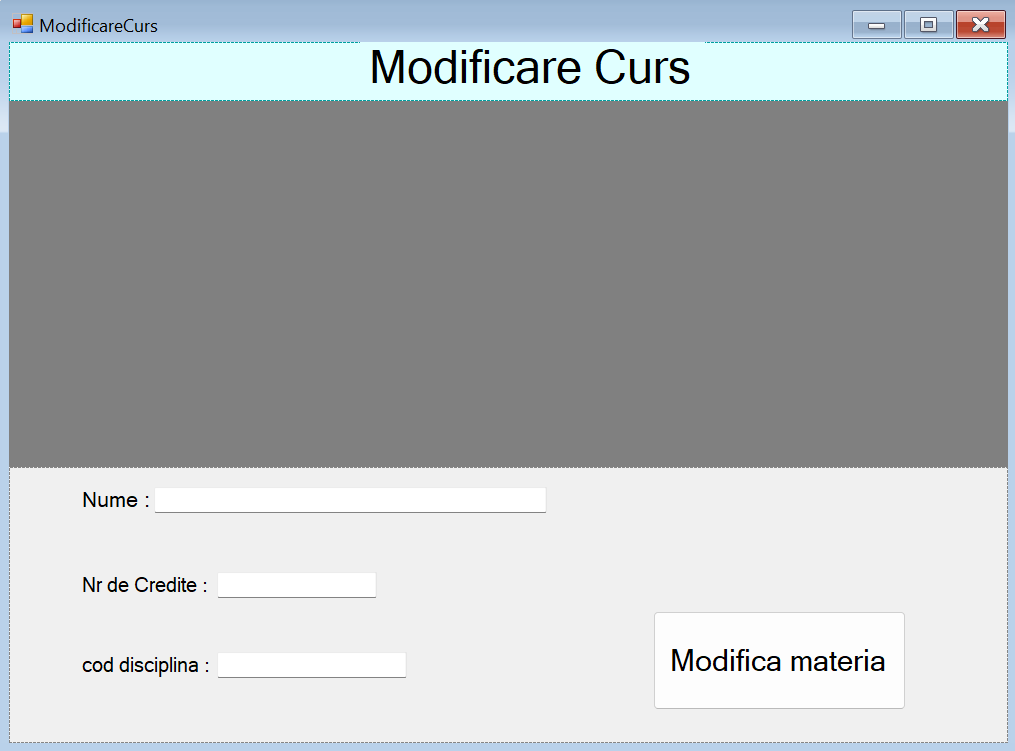 ModificareCurs
Modificare Curs
Nume :
Nr de Credite :
cod disciplina :
Modifica materia